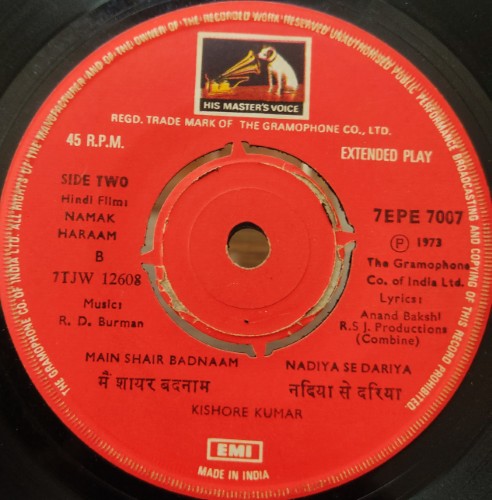 THE GRAMOPHONE CO. OF INDIA LTD. ALL RIGHTS OF THE MANUFACTURER AND OF THE OWNER OF THE RECORDED WORK RESERVED UNAUTHORISED PUBLIC PERFORMANCE BROADCASTING AND COPYING OF THIS RECORD PROHIBITED.
HIS MASTER'S VOICE
REGD. TRADE MARK OF THE GRAMOPHONE CO., LTD.
45 R.P.M.
EXTENDED PLAY
SIDE TWO
Hindi Film:
NAMAK
HARAAM
B
7TJW 12608
Music:
R. D. Burman
7EPE 7007
Ⓟ 1973
The Gramophone
Co. of India Ltd.
Lyrics:
Anand Bakshi
R.S J. Productions
(Combine)
MAIN SHAIR BADNAAM
मैं शायर बदनाम
NADIYA SE DARIYA
नदिया से दरिया
KISHORE KUMAR
EMI
MADE IN INDIA